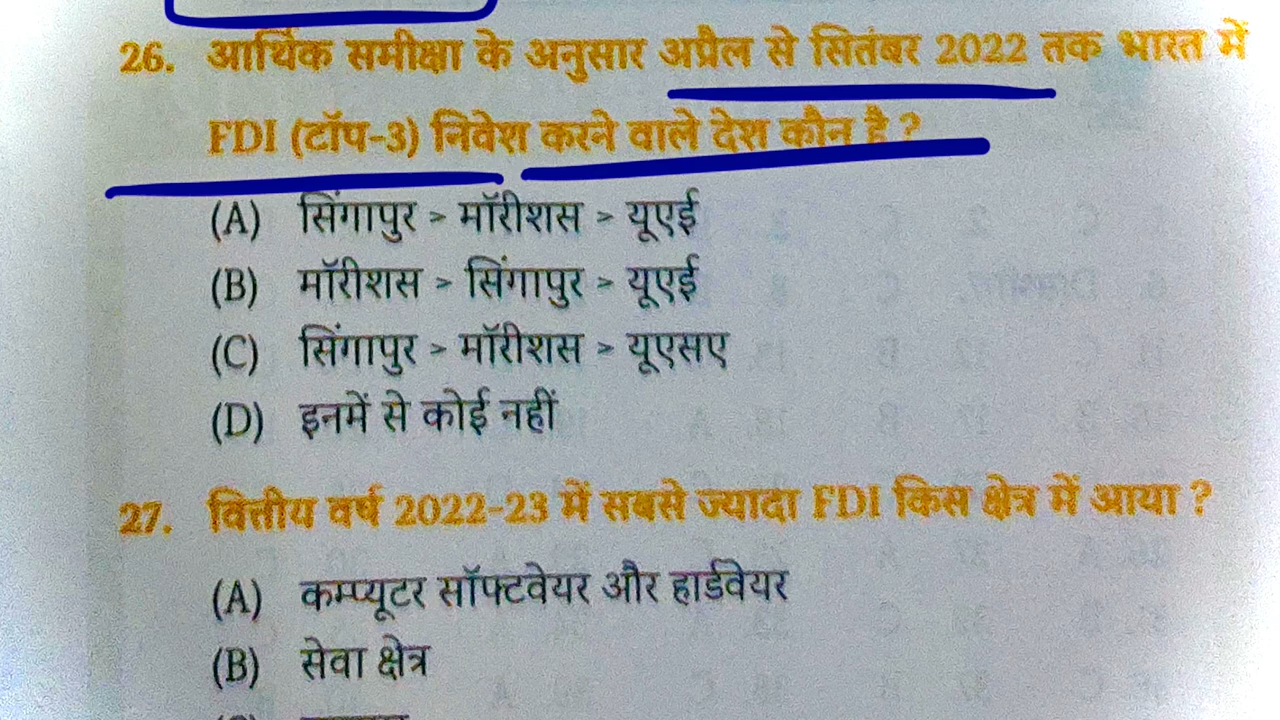 26. आर्थिक समीक्षा के अनुसार अप्रैल से सितंबर 2022 तक भारत में
FDI (टॉप-3) निवेश करने वाले देश कौन है ?
(A) सिंगापुर > मॉरीशस > यूएई
(B) मॉरीशस > सिंगापुर > यूएई
(C) सिंगापुर > मॉरीशस > यूएसए
(D) इनमें से कोई नहीं
27. वित्तीय वर्ष 2022-23 में सबसे ज्यादा FDI किस क्षेत्र में आया ?
(A) कम्प्यूटर सॉफ्टवेयर और हार्डवेयर
(B) सेवा क्षेत्र